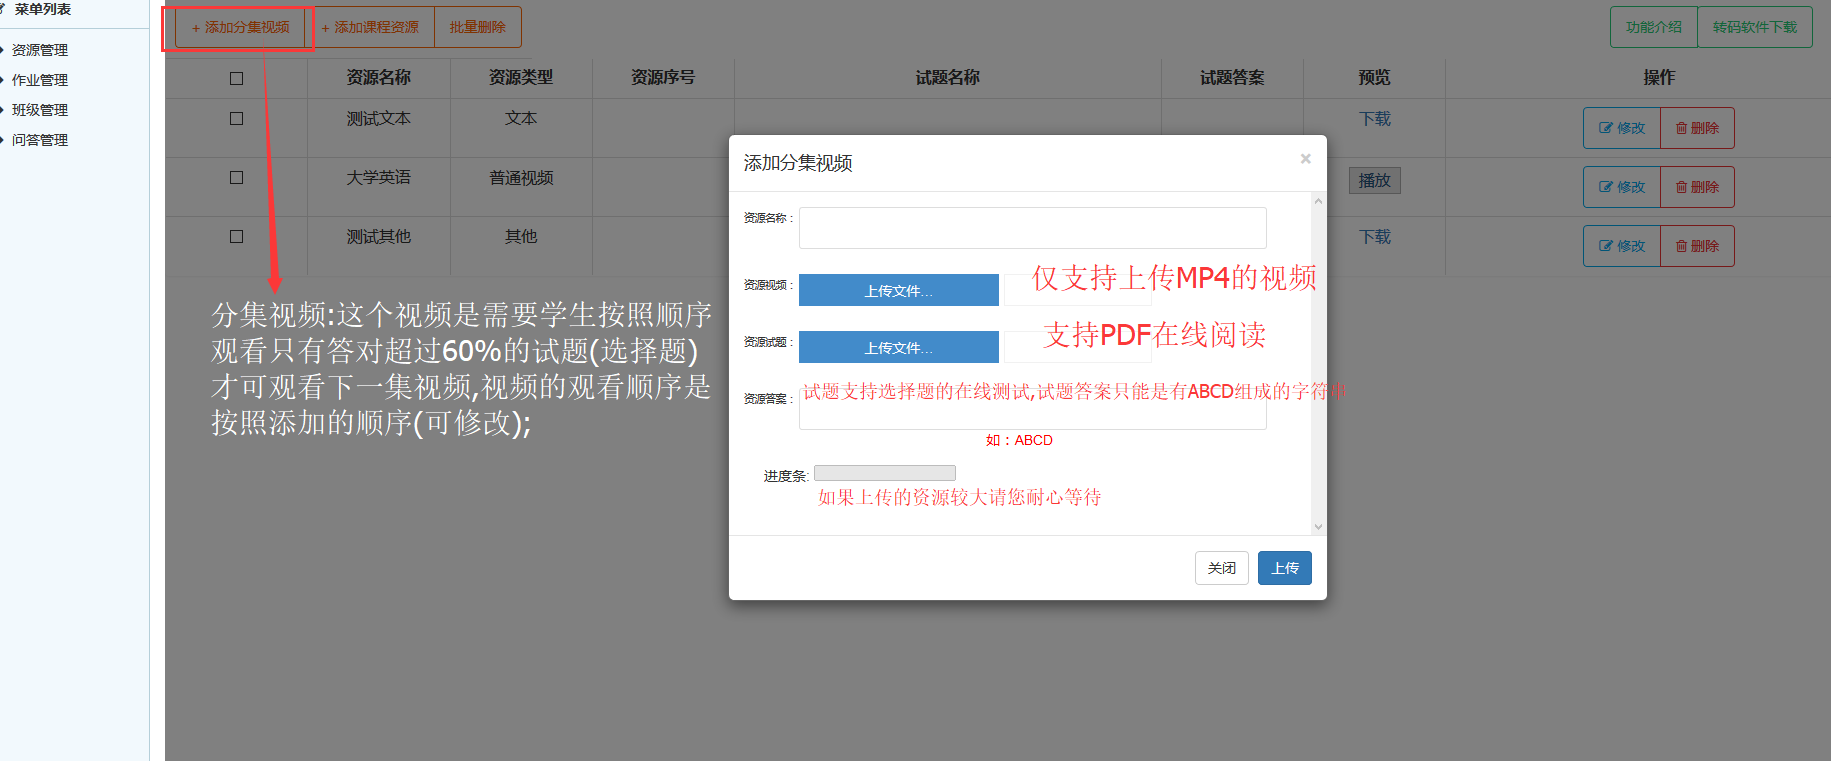 菜单列表
资源管理
作业管理
班级管理
问答管理
+ 添加分集视频
+ 添加课程资源
批量删除
功能介绍
转码软件下载
资源名称 资源类型 资源序号 试题名称 试题答案 预览 操作
测试文本 文本 下载 修改 删除
大学英语 普通视频 播放 修改 删除
测试其他 其他 下载 修改 删除
分集视频:这个视频是需要学生按照顺序
观看只有答对超过60%的试题(选择题)
才可观看下一集视频,视频的观看顺序是
按照添加的顺序(可修改);
添加分集视频 ×
资源名称：
资源视频： 上传文件... 仅支持上传MP4的视频
资源试题： 上传文件... 支持PDF在线阅读
资源答案： 试题支持选择题的在线测试,试题答案只能是有ABCD组成的字符串
如：ABCD
进度条:
如果上传的资源较大请您耐心等待
关闭 上传